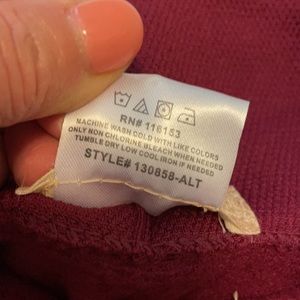 RN# 116153
MACHINE WASH COLD WITH LIKE COLORS
ONLY NON CHLORINE BLEACH WHEN NEEDED
TUMBLE DRY LOW COOL IRON IF NEEDED
STYLE# 130858-ALT